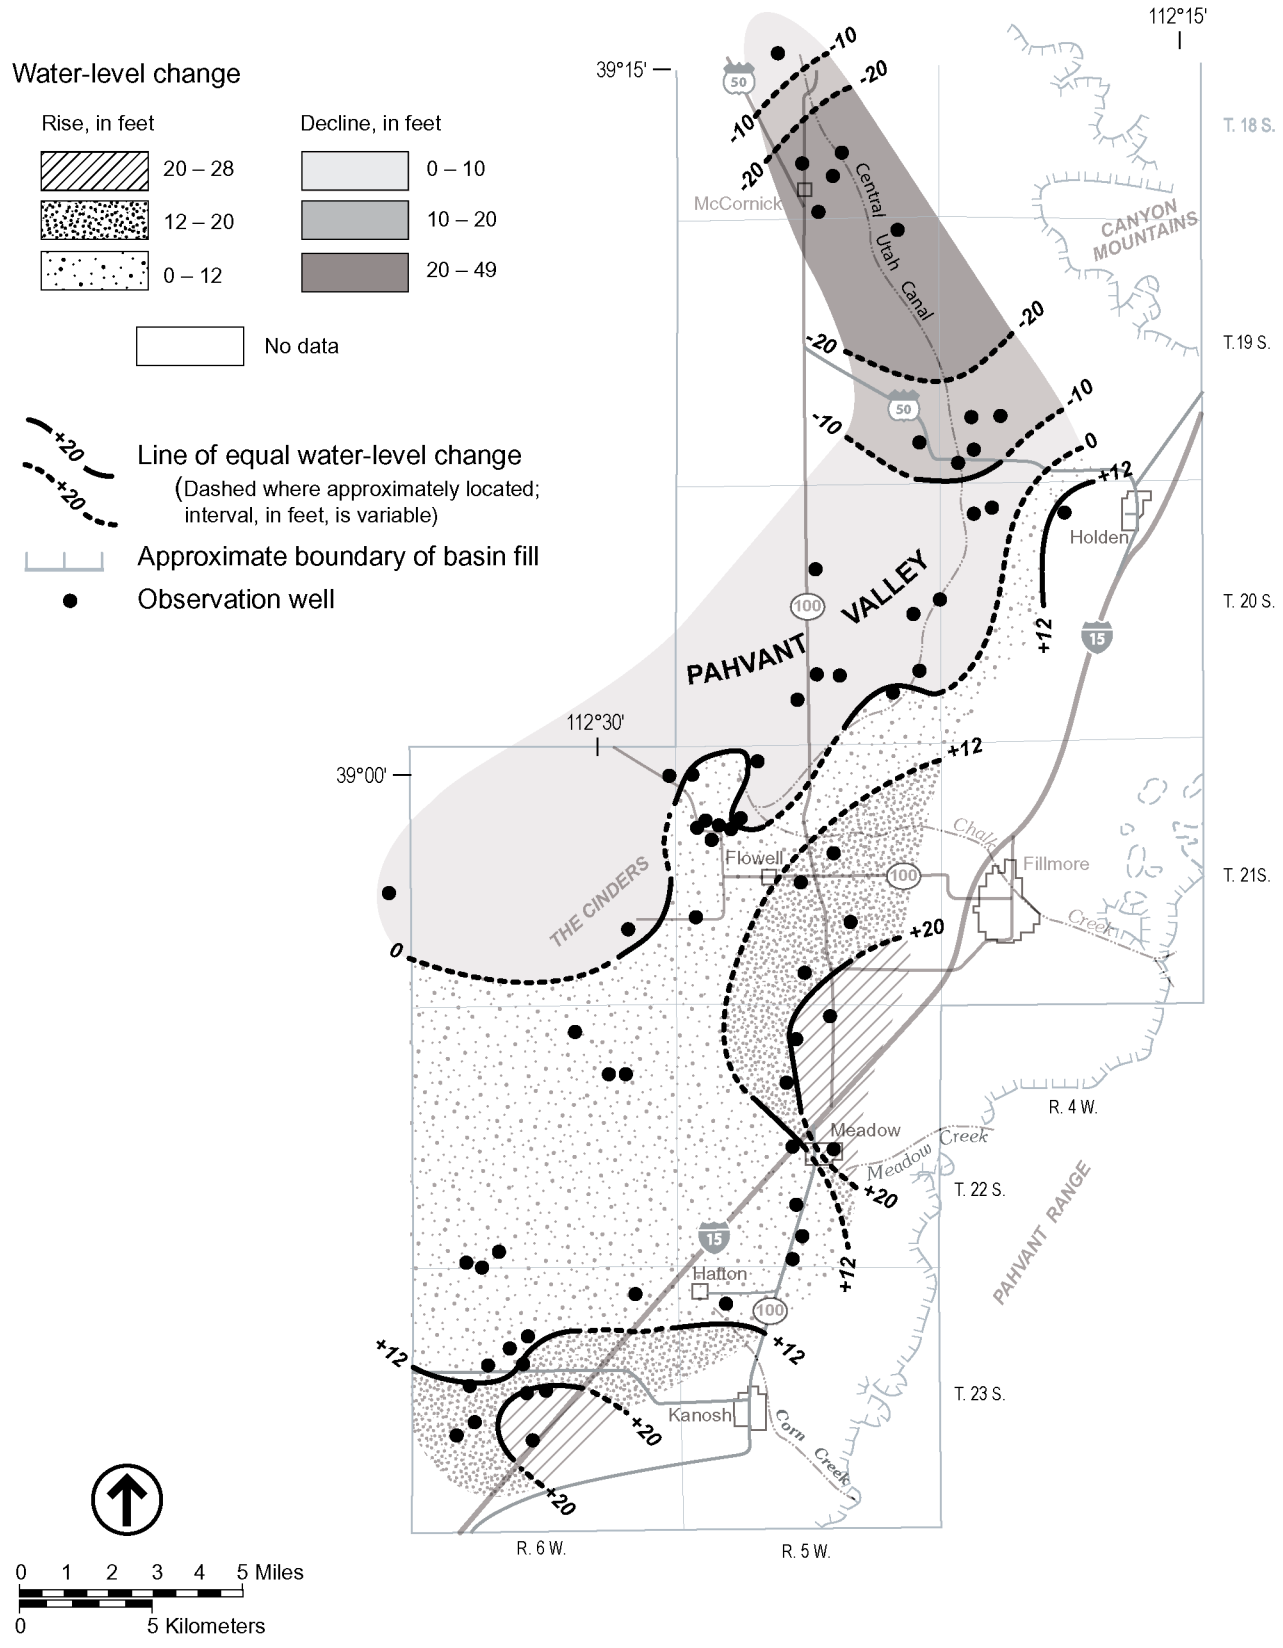 112°15'
39°15'
Water-level change
Rise, in feet
Decline, in feet
20 – 28
12 – 20
0 – 12
0 – 10
10 – 20
20 – 49
No data
+20
+20
Line of equal water-level change
(Dashed where approximately located;
interval, in feet, is variable)
Approximate boundary of basin fill
Observation well
-10
-20
50
-10
-20
T. 18 S.
McCornick
Central
Utah
Canal
CANYON
MOUNTAINS
-20
-20
T. 19 S.
50
-10
-10
0
+12
Holden
VALLEY
100
T. 20 S.
+12
15
PAHVANT
112°30'
39°00'
+12
Chalk
Creek
Flowell
100
Fillmore
T. 21S.
THE CINDERS
+20
0
R. 4 W.
Meadow
Meadow
Creek
+20
T. 22 S.
PAHVANT RANGE
15
+12
Hatton
100
+12
+12
T. 23 S.
Kanosh
+20
Corn
Creek
+20
R. 6 W.
R. 5 W.
0 1 2 3 4 5 Miles
0 5 Kilometers